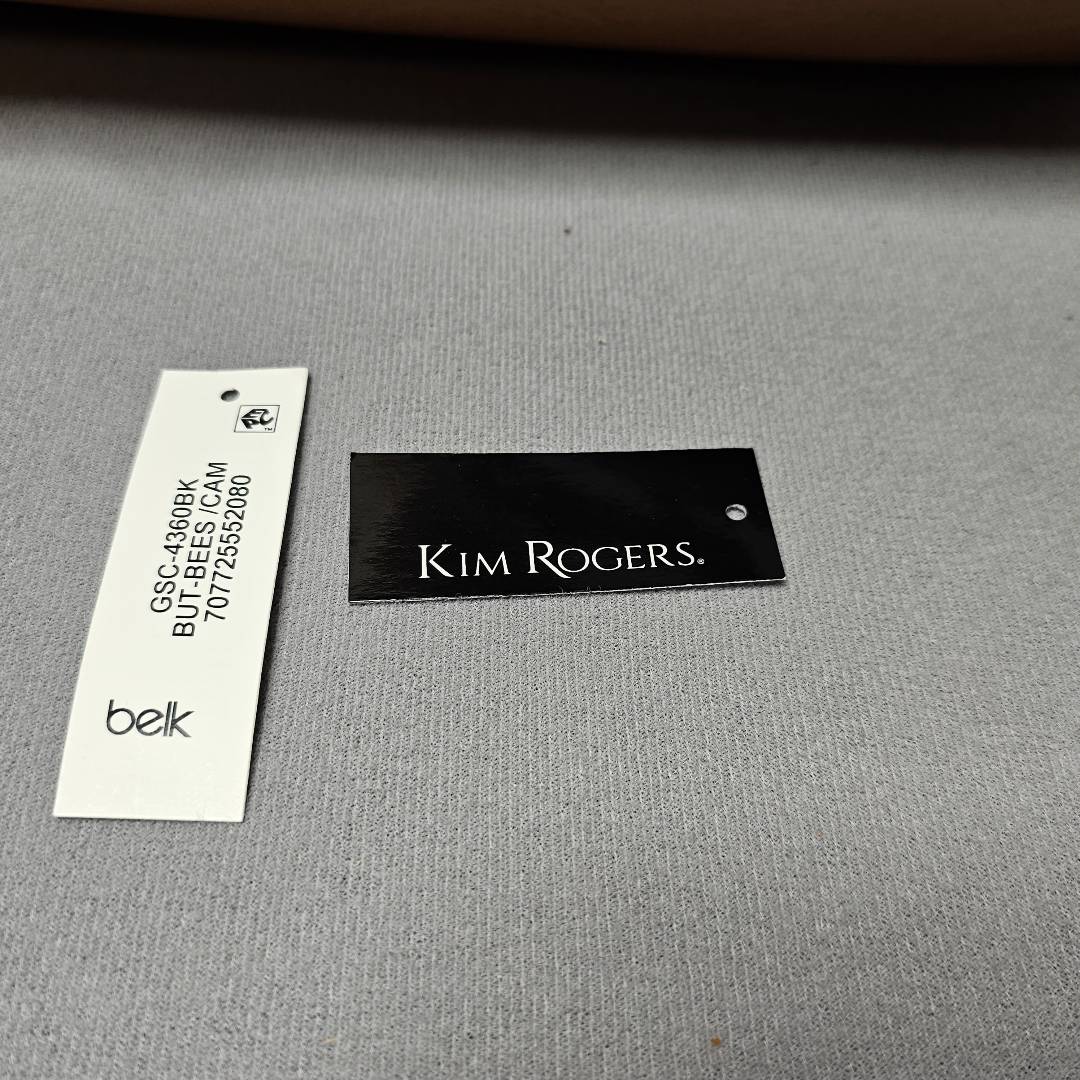 GSC-4360BK
BUT-BEES /CAM
707725552080
belk
KIM ROGERS®